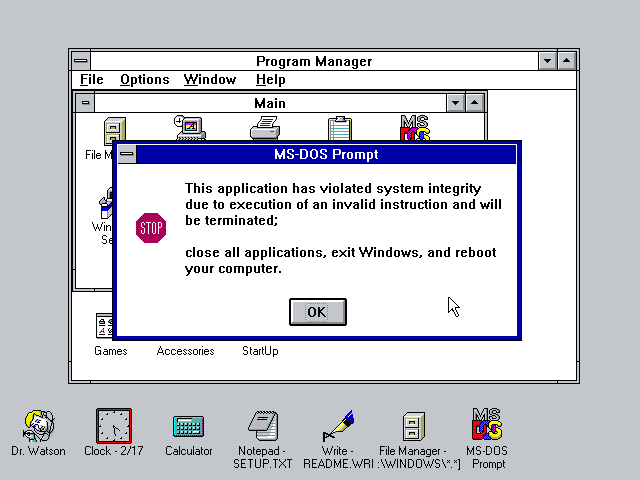 Program Manager
File Options Window Help
Main
MS-DOS Prompt
This application has violated system integrity
due to execution of an invalid instruction and will
be terminated;
close all applications, exit Windows, and reboot
your computer.
STOP
OK
File M
MS
DOS
Win
Se
Games Accessories StartUp
Dr. Watson
Clock - 2/17
Calculator
Notepad -
SETUP.TXT
Write -
README.WRI
File Manager -
:\WINDOWS\*.*]
MS
DOS
MS-DOS
Prompt